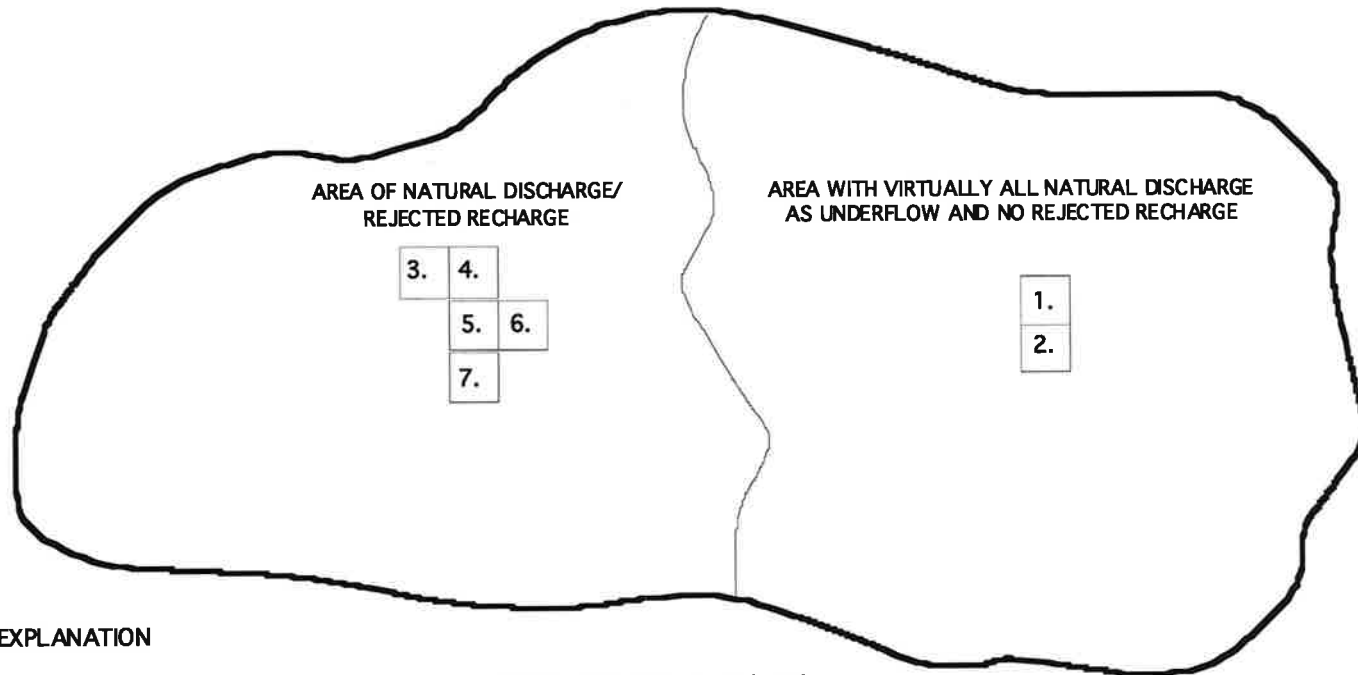 AREA OF NATURAL DISCHARGE/
REJECTED RECHARGE
AREA WITH VIRTUALLY ALL NATURAL DISCHARGE
AS UNDERFLOW AND NO REJECTED RECHARGE
3. 4.
5. 6.
7.
1.
2.
EXPLANATION